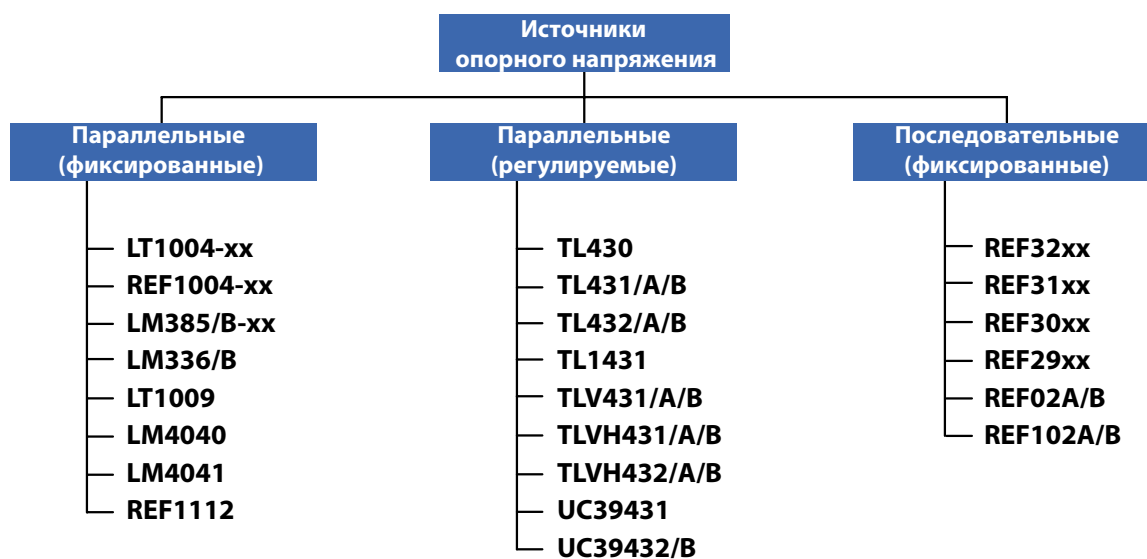 Источники
опорного напряжения
Параллельные
(фиксированные)
LT1004-xx
REF1004-xx
LM385/B-xx
LM336/B
LT1009
LM4040
LM4041
REF1112
Параллельные
(регулируемые)
TL430
TL431/A/B
TL432/A/B
TL1431
TLV431/A/B
TLVH431/A/B
TLVH432/A/B
UC39431
UC39432/B
Последовательные
(фиксированные)
REF32xx
REF31xx
REF30xx
REF29xx
REF02A/B
REF102A/B